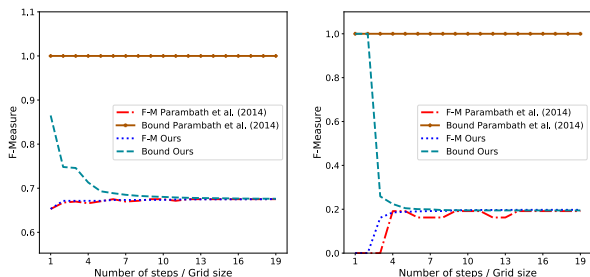 1,1
1,0
0,9
0,8
0,7
0,6
F-Measure
1 4 7 10 13 16 19
Number of steps / Grid size
F-M Parambath et al. (2014)
Bound Parambath et al. (2014)
F-M Ours
Bound Ours
1.0
0.8
0.6
0.4
0.2
0.0
F-Measure
1 4 7 10 13 16 19
Number of steps / Grid size
F-M Parambath et al. (2014)
Bound Parambath et al. (2014)
F-M Ours
Bound Ours